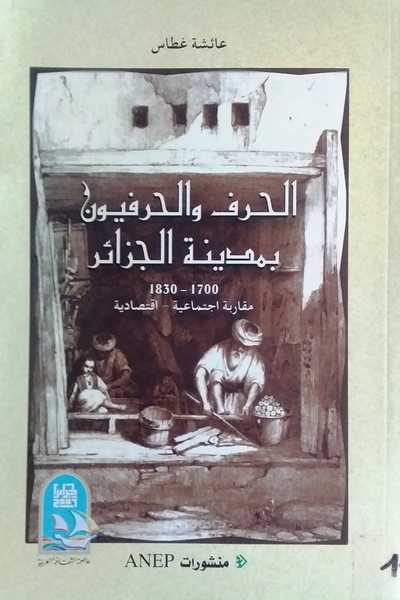 عائشة غطاس
الحرف والحرفيون
بمدينة الجزائر
1700 - 1830
مقاربة اجتماعية - اقتصادية
منشورات ANEP